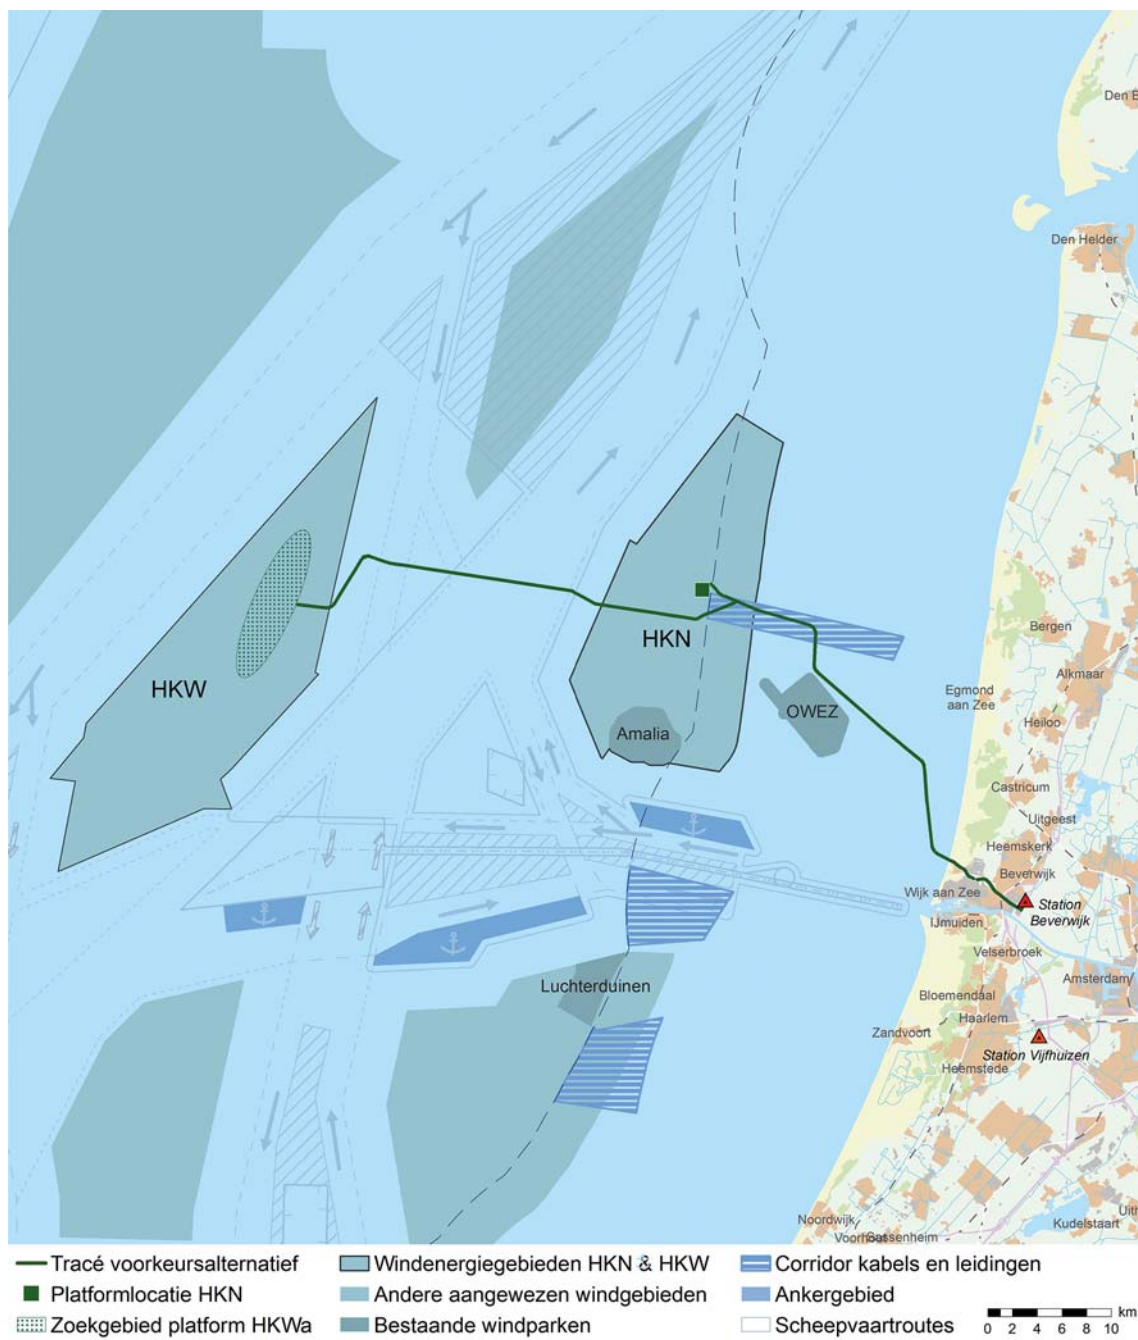 Den Helder
HKN
HKW
Bergen
Alkmaar
Egmond
aan Zee
OWEZ
Heiloo
Amalia
Castricum
Uitgeest
Heemskerk
Beverwijk
Wijk aan Zee
Station
Beverwijk
IJmuiden
Velserbroek
Luchterduinen
Amsterdam
Bloemendaal
Haarlem
Zandvoort
Station Vijfhuizen
Heemstede
Noordwijk
Voorhout
Sassenheim
Kudelstaart
Tracé voorkeursalternatief
Windenergiegebieden HKN & HKW
Corridor kabels en leidingen
Platformlocatie HKN
Andere aangewezen windgebieden
Ankergebied
Zoekgebied platform HKWa
Bestaande windparken
Scheepvaartroutes
km
0 2 4 6 8 10